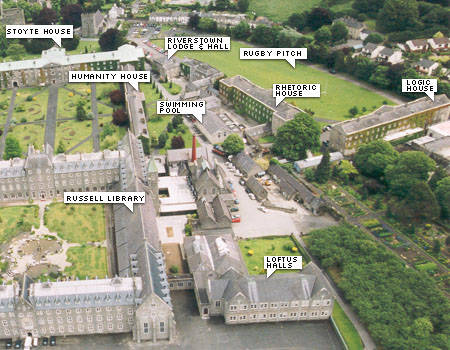 STOYTE HOUSE
RIVERSTOWN
LODGE & HALL
RUGBY PITCH
HUMANITY HOUSE
RHETORIC
HOUSE
LOGIC
HOUSE
SWIMMING
POOL
RUSSELL LIBRARY
LOFTUS
HALLS